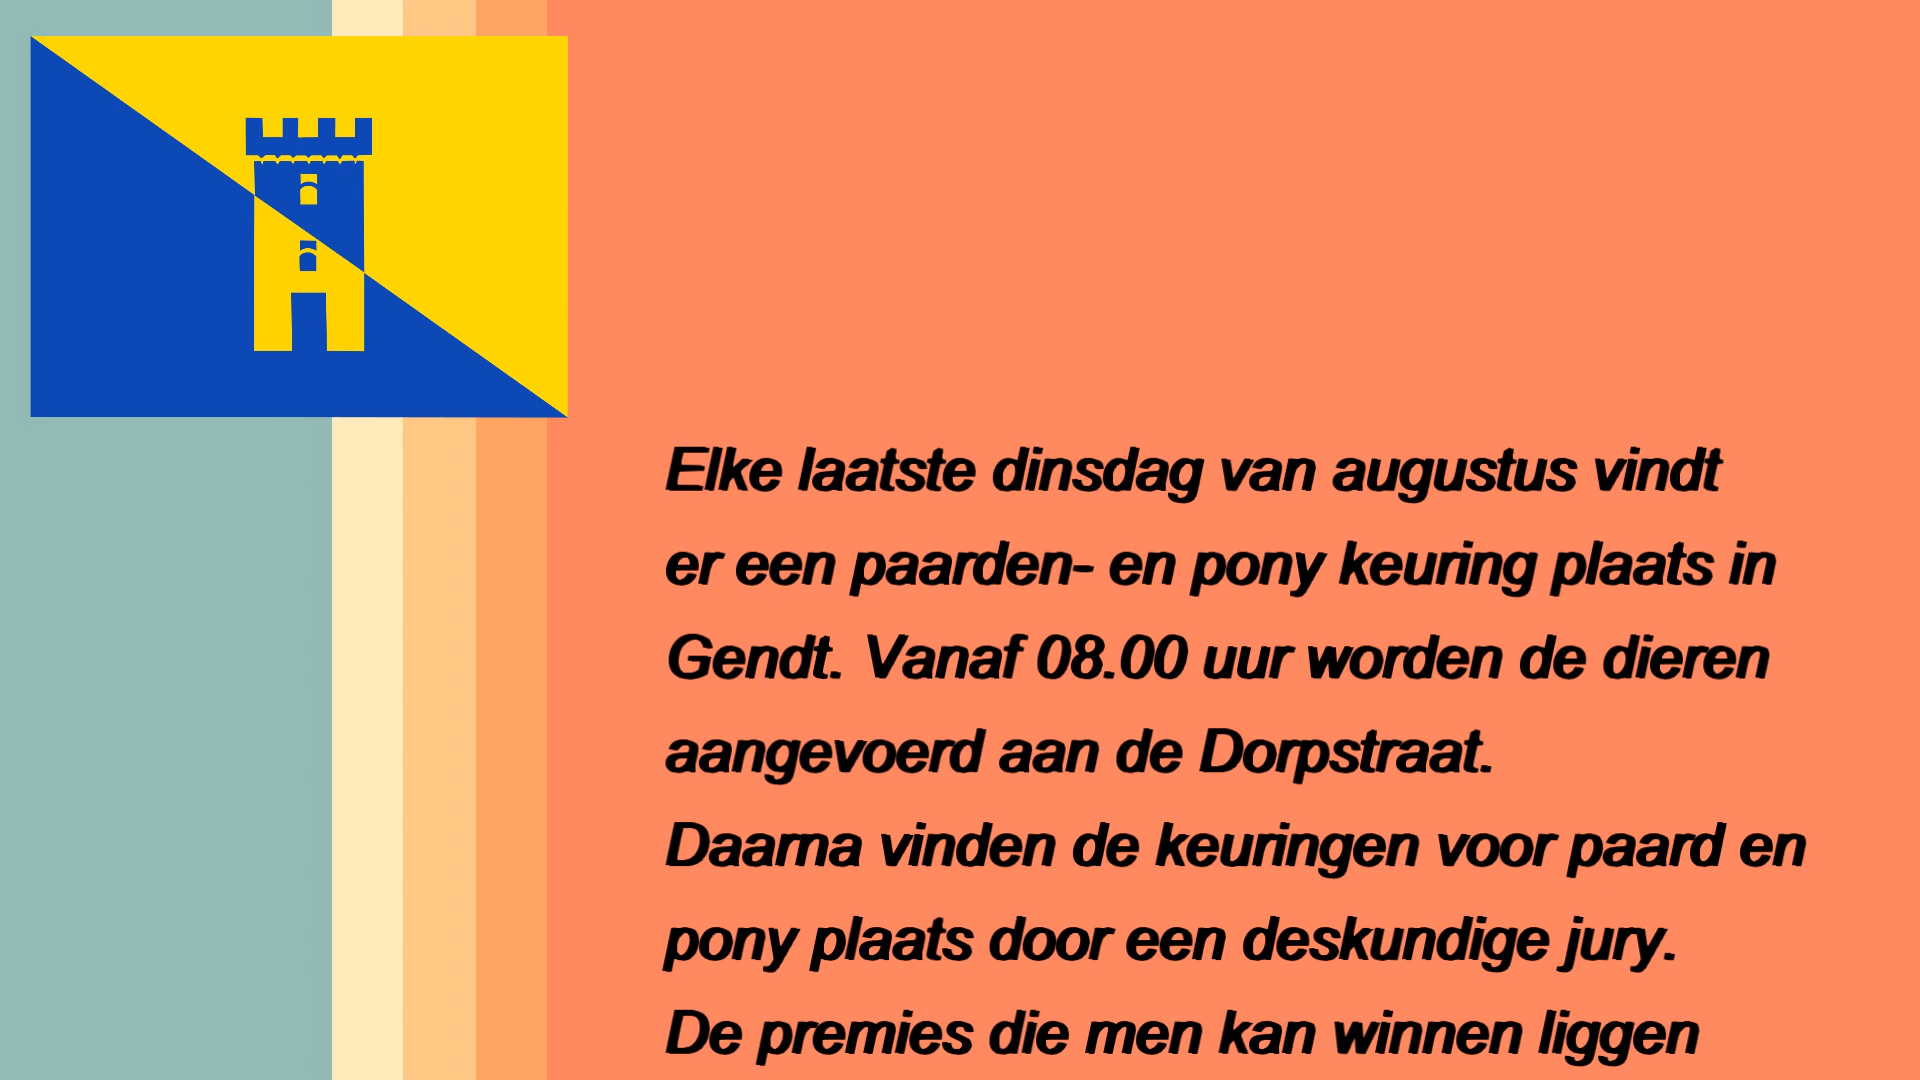 Elke laatste dinsdag van augustus vindt
er een paarden- en pony keuring plaats in
Gendt. Vanaf 08.00 uur worden de dieren
aangevoerd aan de Dorpstraat.
Daarna vinden de keuringen voor paard en
pony plaats door een deskundige jury.
De premies die men kan winnen liggen